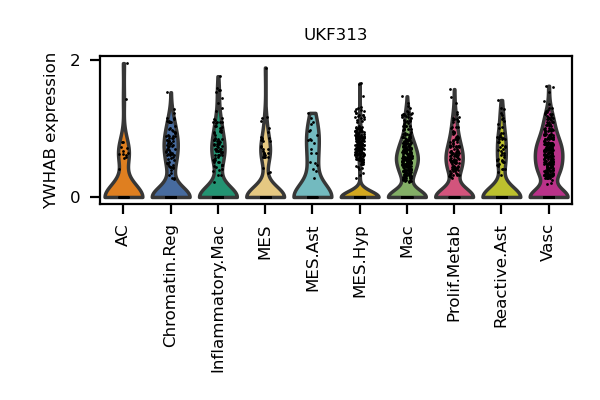 UKF313
YWHAB expression
2
0
AC
Chromatin.Reg
Inflammatory.Mac
MES
MES.Ast
MES.Hyp
Mac
Prolif.Metab
Reactive.Ast
Vasc